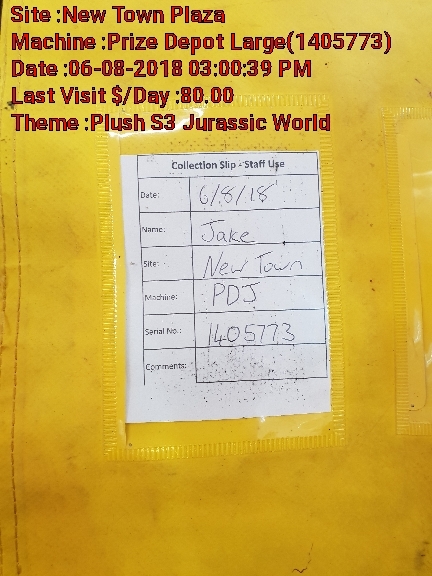 Site :New Town Plaza
Machine :Prize Depot Large(1405773)
Date :06-08-2018 03:00:39 PM
Last Visit $/Day :80.00
Theme :Plush S3 Jurassic World
Collection Slip - Staff Use
Date: 6/8/18
Name: Jake
Site: New Town
Machine: PDJ
Serial No.: 1405773
Comments: